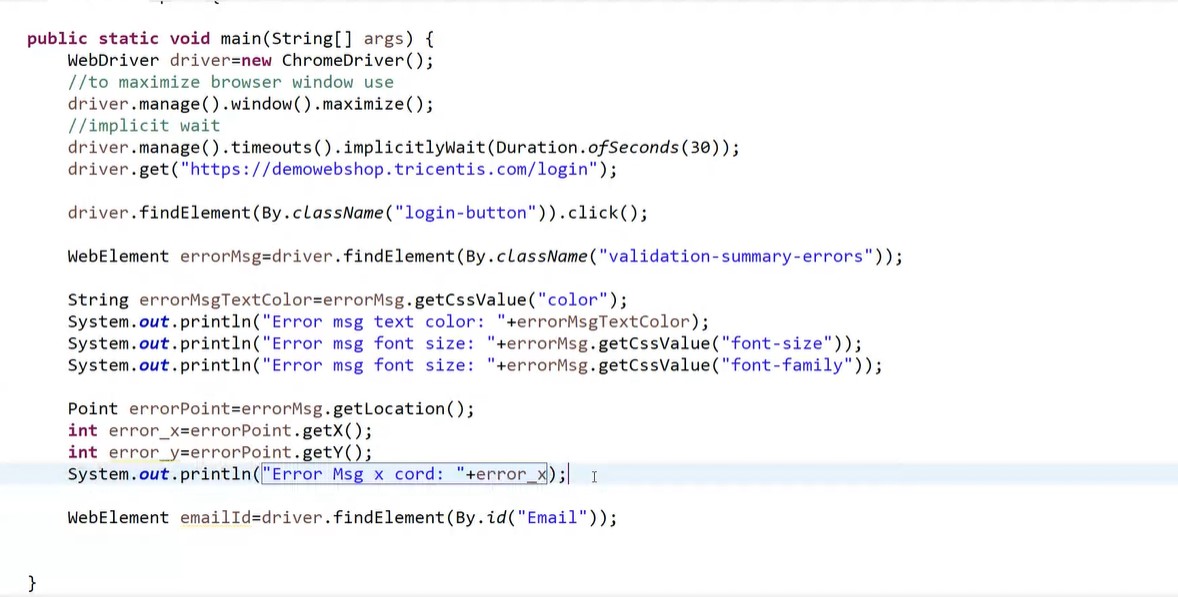 public static void main(String[] args) {
WebDriver driver=new ChromeDriver();
//to maximize browser window use
driver.manage().window().maximize();
//implicit wait
driver.manage().timeouts().implicitlyWait(Duration.ofSeconds(30));
driver.get("https://demowebshop.tricentis.com/login");
driver.findElement(By.className("login-button")).click();
WebElement errorMsg=driver.findElement(By.className("validation-summary-errors"));
String errorMsgTextColor=errorMsg.getCssValue("color");
System.out.println("Error msg text color: "+errorMsgTextColor);
System.out.println("Error msg font size: "+errorMsg.getCssValue("font-size"));
System.out.println("Error msg font size: "+errorMsg.getCssValue("font-family"));
Point errorPoint=errorMsg.getLocation();
int error_x=errorPoint.getX();
int error_y=errorPoint.getY();
System.out.println("Error Msg x cord: "+error_x);
WebElement emailId=driver.findElement(By.id("Email"));
}